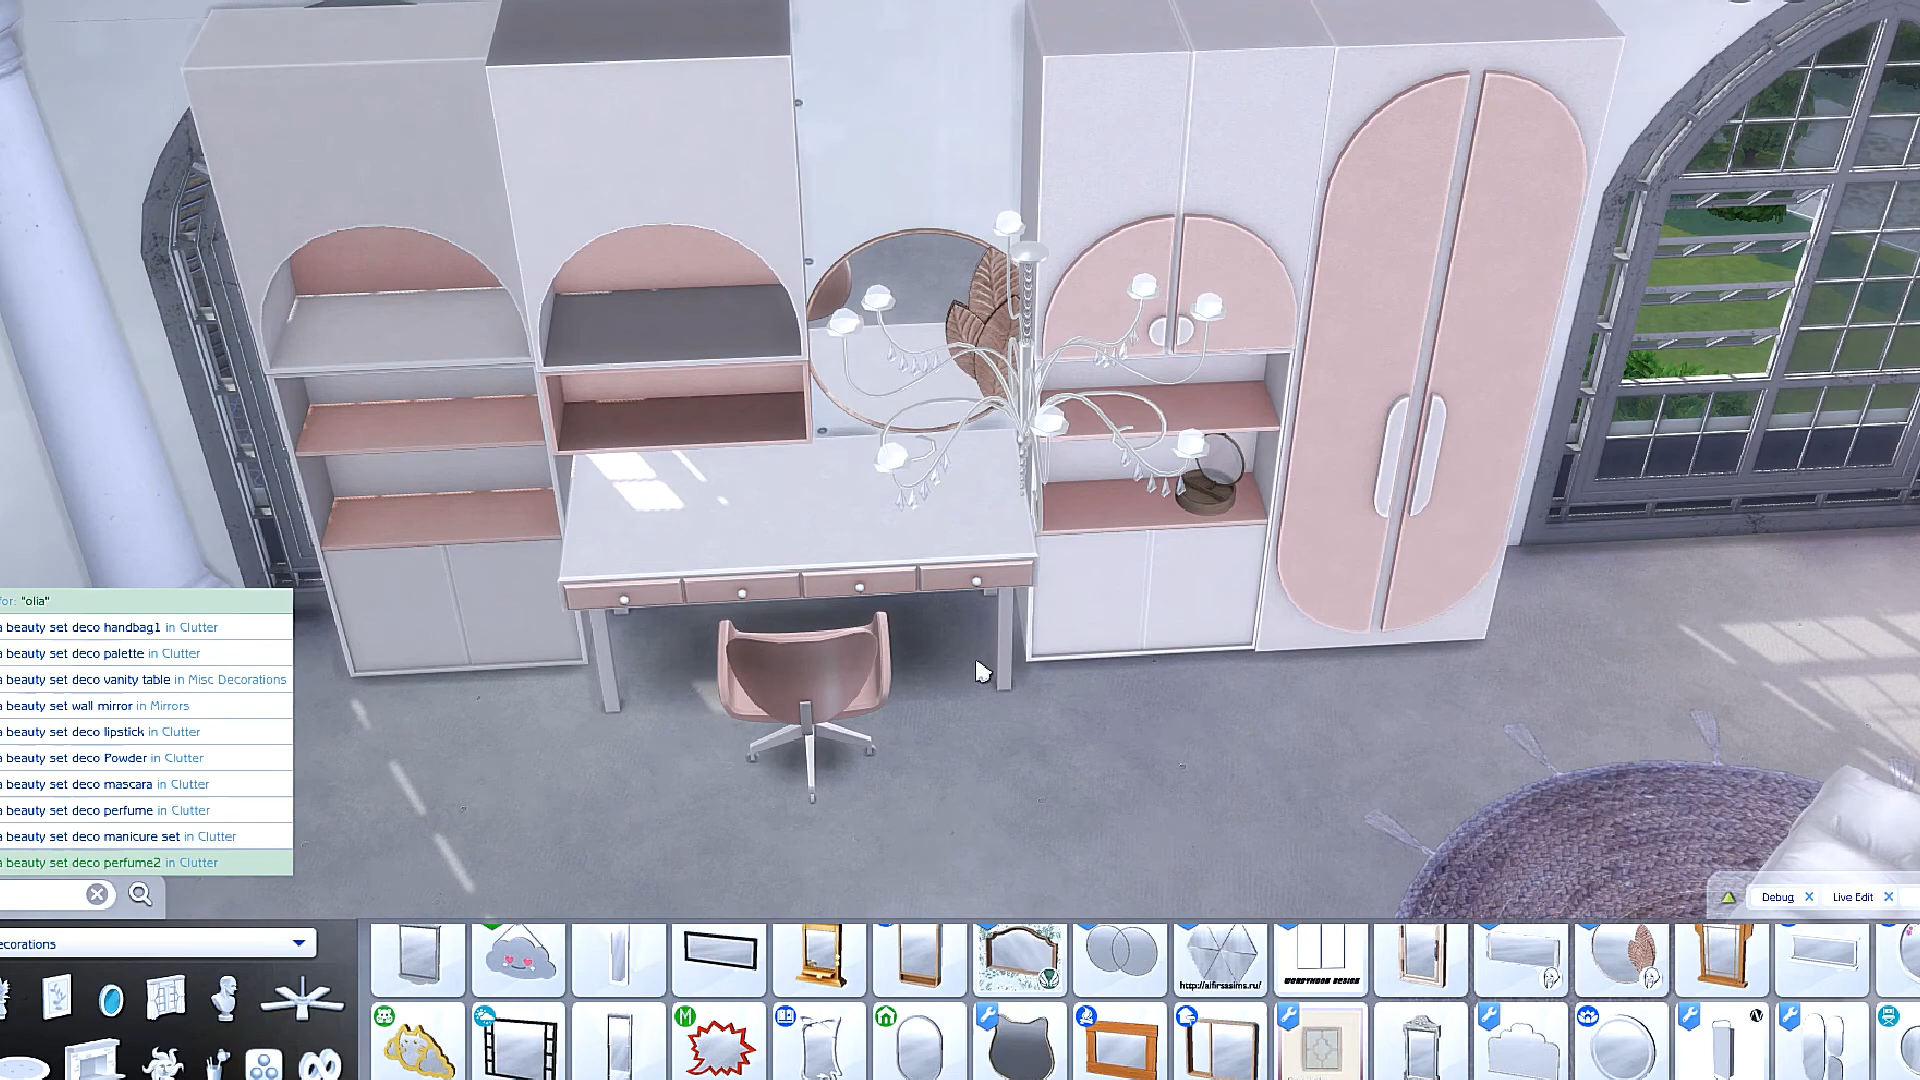 for: "olia"
a beauty set deco handbag1 in Clutter
a beauty set deco palette in Clutter
a beauty set deco vanity table in Misc Decorations
a beauty set wall mirror in Mirrors
a beauty set deco lipstick in Clutter
a beauty set deco Powder in Clutter
a beauty set deco mascara in Clutter
a beauty set deco perfume in Clutter
a beauty set deco manicure set in Clutter
a beauty set deco perfume2 in Clutter
Debug X Live Edit X
ecorations
http://aifirsasims.ru/
M
N